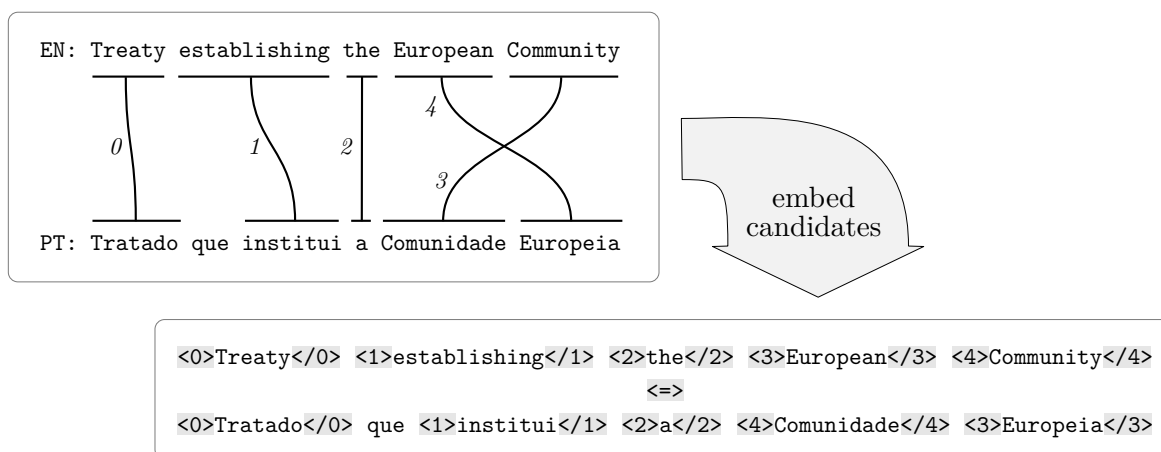 EN: Treaty establishing the European Community
4
0
1
2
3
PT: Tratado que institui a Comunidade Europeia
embed
candidates
<0>Treaty</0> <1>establishing</1> <2>the</2> <3>European</3> <4>Community</4>
<=>
<0>Tratado</0> que <1>institui</1> <2>a</2> <4>Comunidade</4> <3>Europeia</3>